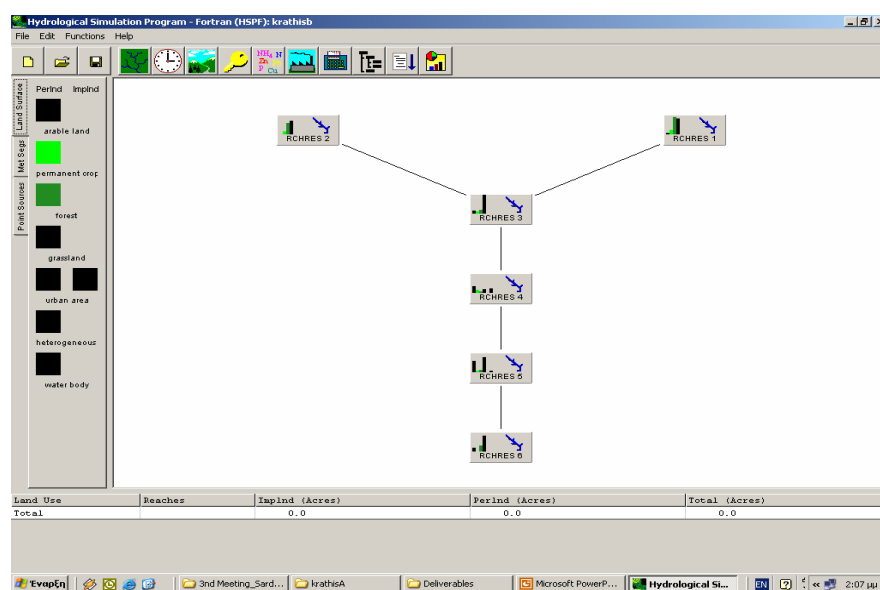 Hydrological Simulation Program - Fortran (HSPF): krathisb
File Edit Functions Help
NH4 N
Zn
P Cu
Land Surface
Met Segs
Point Sources
PerInd ImpInd
arable land
permanent crop
forest
grassland
urban area
heterogeneous
water body
RCHRES 2
RCHRES 1
RCHRES 3
RCHRES 4
RCHRES 5
RCHRES 6
Land Use Reaches ImpInd (Acres) PerInd (Acres) Total (Acres)
Total 0.0 0.0 0.0
Έναρξη 3nd Meeting_Sard... krathisA Deliverables Microsoft PowerP... Hydrological Si... EN « 2:07 μμ